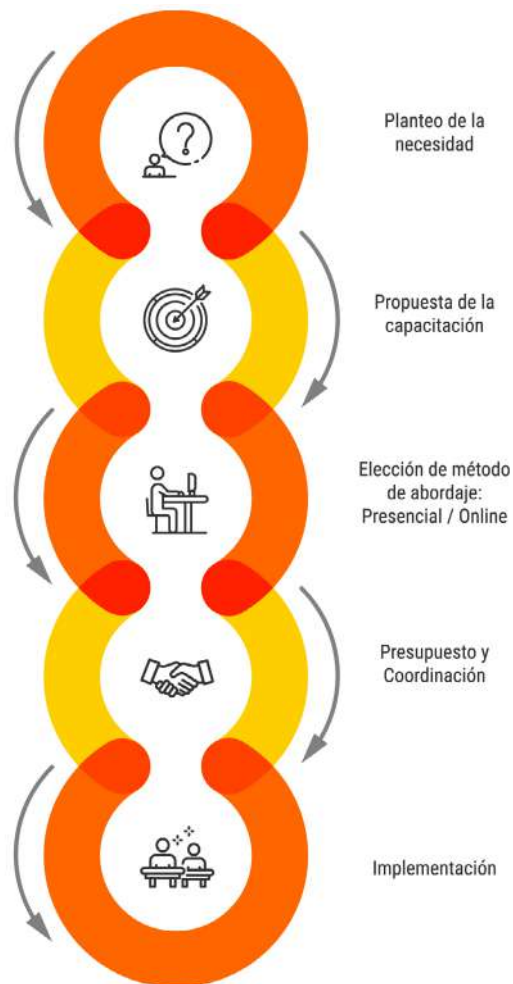 Planteo de la
necesidad
Propuesta de la
capacitación
Elección de método
de abordaje:
Presencial / Online
Presupuesto y
Coordinación
Implementación